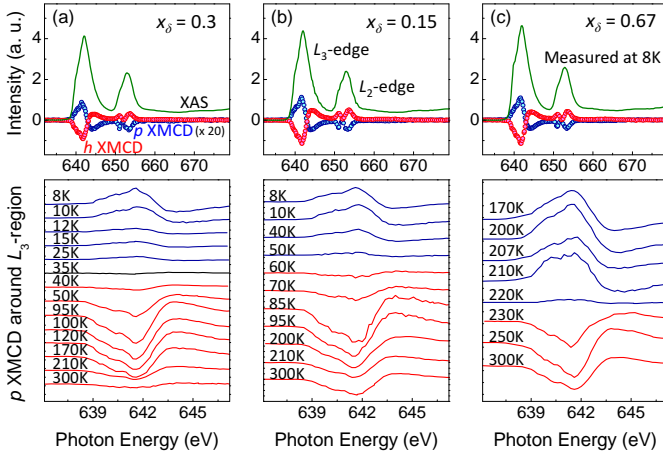 (a) xδ = 0.3
(b) xδ = 0.15
(c) xδ = 0.67
Intensity (a. u.)
4
2
0
XAS
p XMCD (x 20)
h XMCD
640 650 660 670
4
2
0
L3-edge
L2-edge
640 650 660 670
4
2
0
Measured at 8K
640 650 660 670
p XMCD around L3-region
8K
10K
12K
15K
25K
35K
40K
50K
95K
100K
120K
170K
210K
300K
639 642 645
Photon Energy (eV)
8K
10K
40K
50K
60K
70K
85K
95K
200K
210K
300K
639 642 645
Photon Energy (eV)
170K
200K
207K
210K
220K
230K
250K
300K
639 642 645
Photon Energy (eV)